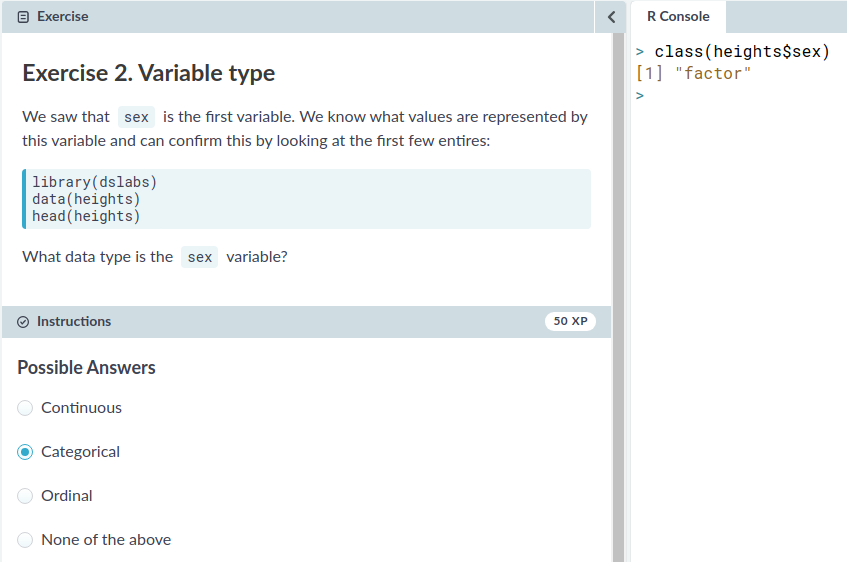 Exercise
Exercise 2. Variable type
We saw that sex is the first variable. We know what values are represented by
this variable and can confirm this by looking at the first few entires:
library(dslabs)
data(heights)
head(heights)
What data type is the sex variable?
Instructions
50 XP
Possible Answers
Continuous
Categorical
Ordinal
None of the above
R Console
> class(heights$sex)
[1] "factor"
>